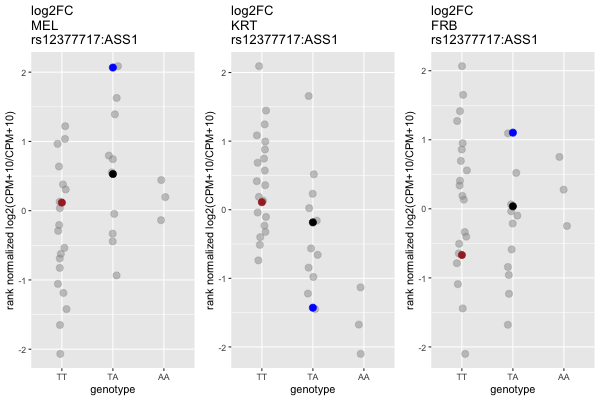 log2FC
MEL
rs12377717:ASS1
rank normalized log2(CPM+10/CPM+10)
2
1
0
-1
-2
TT
TA
AA
genotype
log2FC
KRT
rs12377717:ASS1
rank normalized log2(CPM+10/CPM+10)
2
1
0
-1
-2
TT
TA
AA
genotype
log2FC
FRB
rs12377717:ASS1
rank normalized log2(CPM+10/CPM+10)
2
1
0
-1
-2
TT
TA
AA
genotype